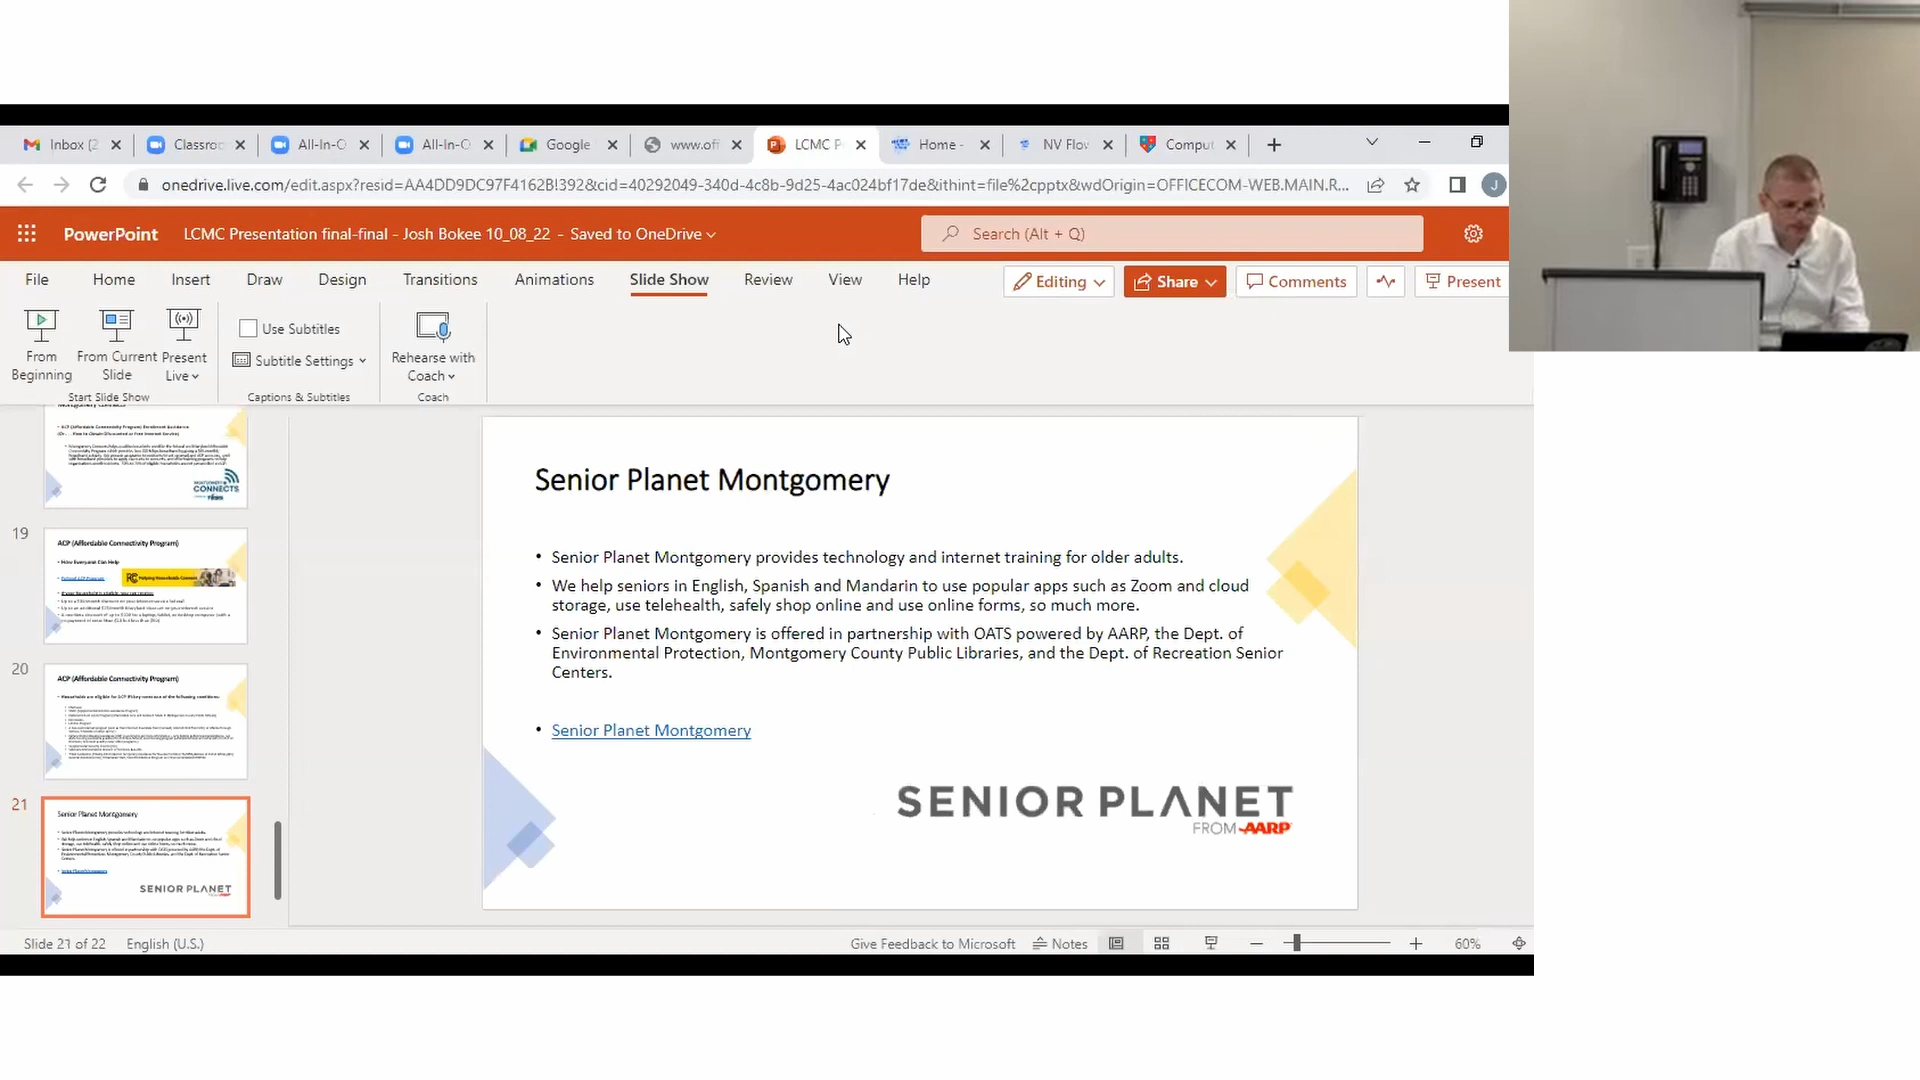 Inbox (2
Classroo
All-In-O
All-In-O
Google
www.off
LCMC P
Home -
NV Flov
Comput
onedrive.live.com/edit.aspx?resid=AA4DD9DC97F4162B!392&cid=40292049-340d-4c8b-9d25-4ac024bf17de&ithint=file%2cpptx&wdOrigin=OFFICECOM-WEB.MAIN.R...
J
PowerPoint
LCMC Presentation final-final - Josh Bokee 10_08_22 - Saved to OneDrive
Search (Alt + Q)
File Home Insert Draw Design Transitions Animations Slide Show Review View Help
Editing
Share
Comments
Present
From Beginning
From Current Slide
Present Live
Start Slide Show
Use Subtitles
Subtitle Settings
Captions & Subtitles
Rehearse with Coach
Coach
CONNECTS
19
ACP (Affordable Connectivity Program)
How Everyone Can Help
20
ACP (Affordable Connectivity Program)
21
Senior Planet Montgomery
SENIOR PLANET
Senior Planet Montgomery
• Senior Planet Montgomery provides technology and internet training for older adults.
• We help seniors in English, Spanish and Mandarin to use popular apps such as Zoom and cloud
storage, use telehealth, safely shop online and use online forms, so much more.
• Senior Planet Montgomery is offered in partnership with OATS powered by AARP, the Dept. of
Environmental Protection, Montgomery County Public Libraries, and the Dept. of Recreation Senior
Centers.
• Senior Planet Montgomery
SENIOR PLANET
FROM AARP
Slide 21 of 22
English (U.S.)
Give Feedback to Microsoft
Notes
60%